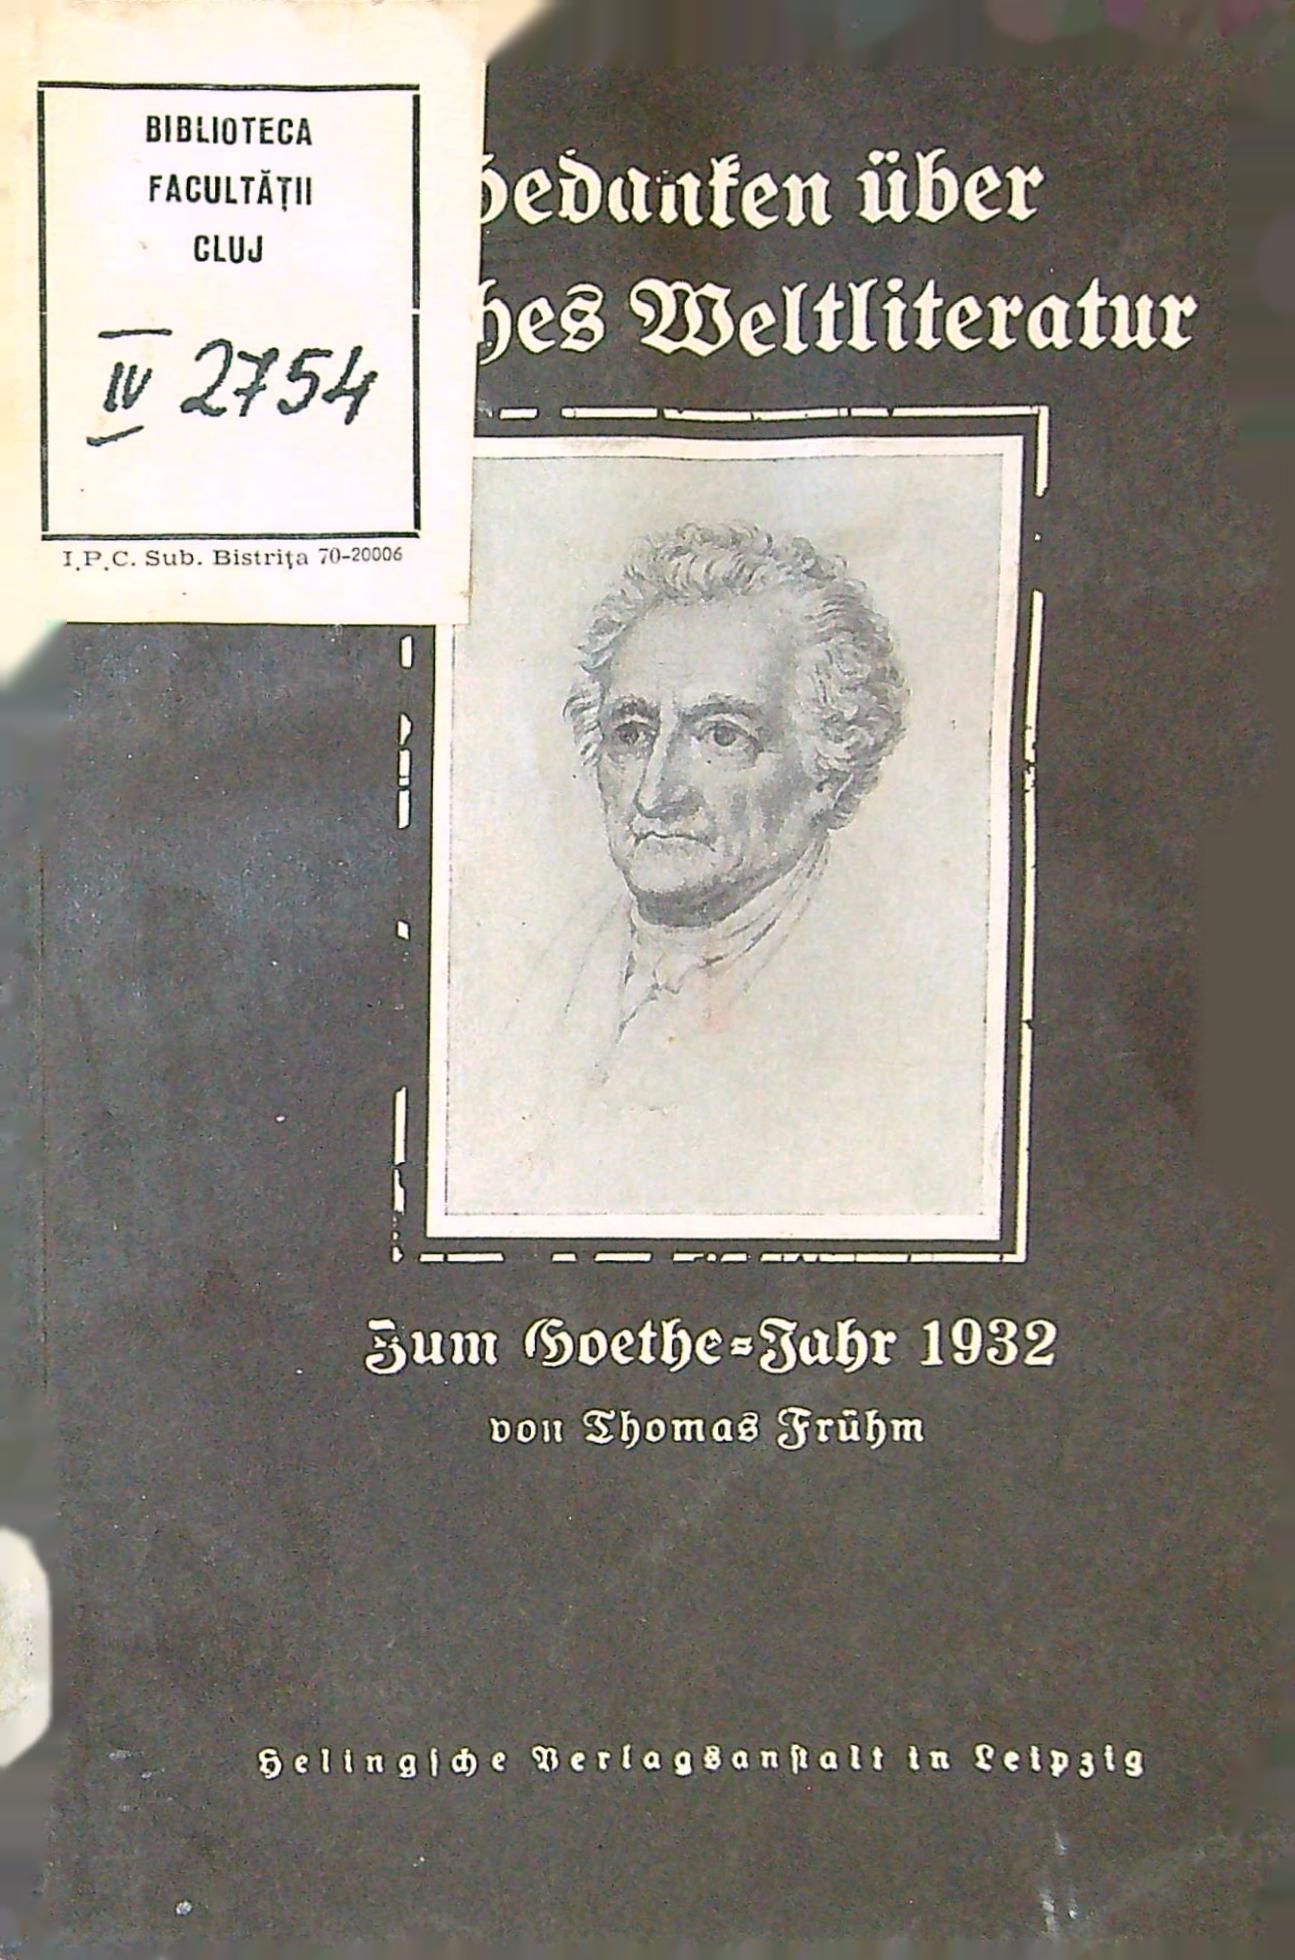 BIBLIOTECA
FACULTĂȚII
CLUJ
IV 2754
I.P.C. Sub. Bistrița 70-20006
Gedanken über
hes Weltliteratur
Zum Goethe=Jahr 1932
von Thomas Frühm
Helingsche Verlagsanstalt in Leipzig